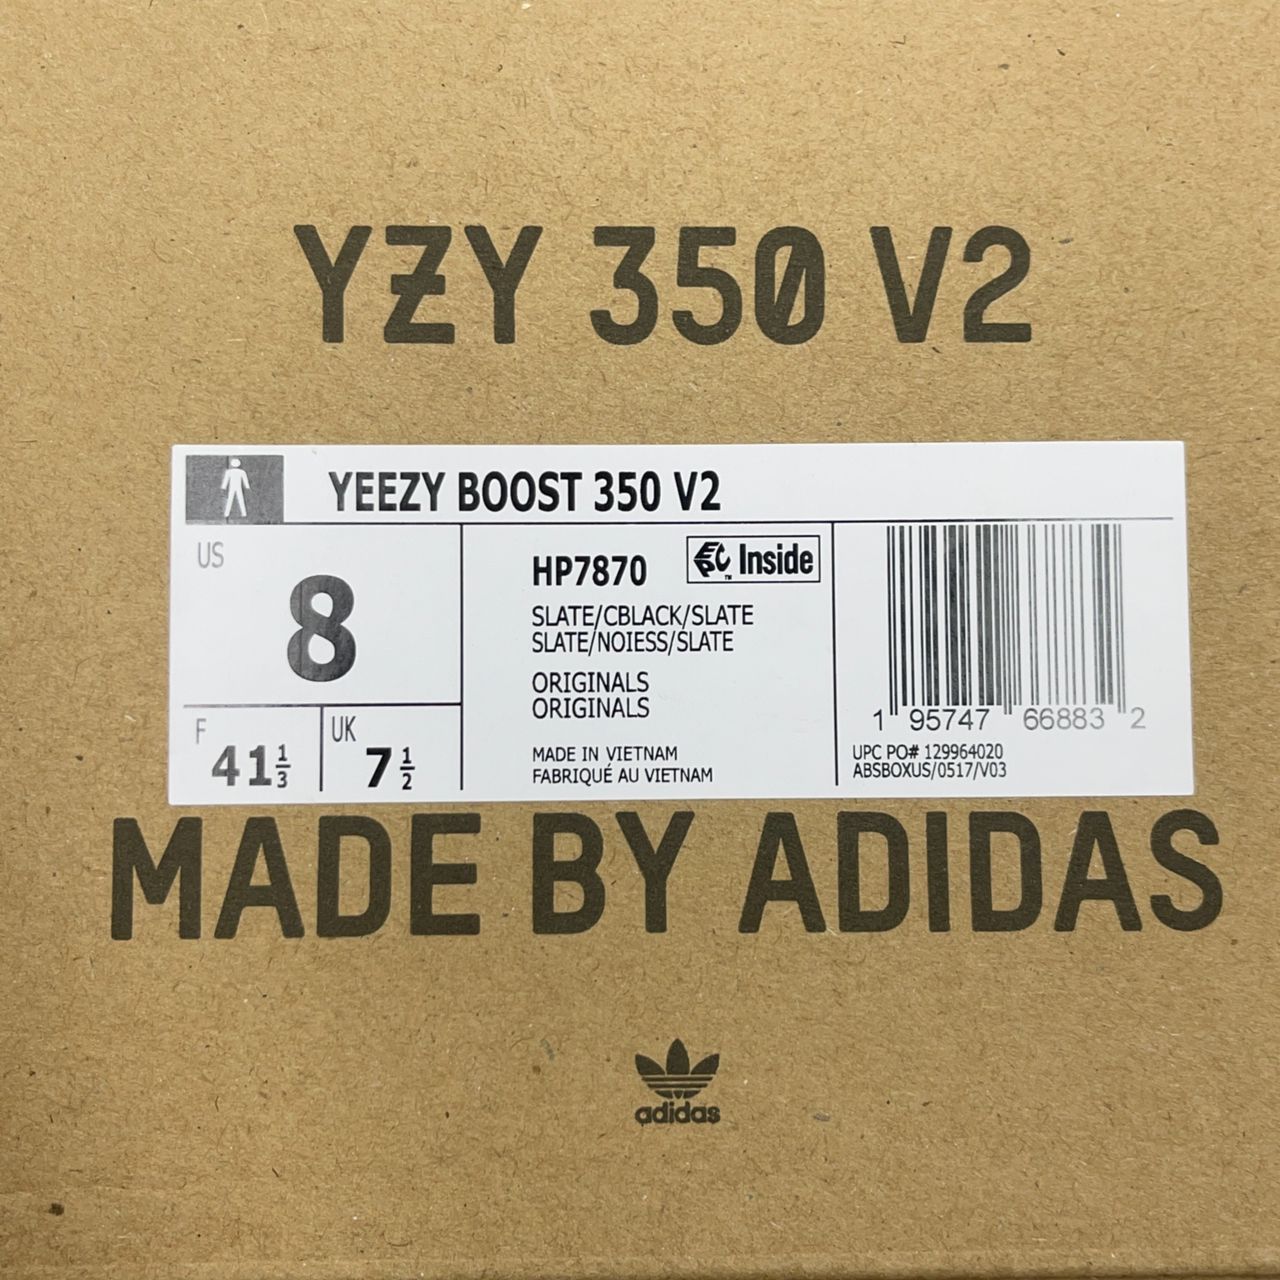 YZY 350 V2
YEEZY BOOST 350 V2
US
8
F
41 1/3
UK
7 1/2
HP7870
EPC™ Inside
SLATE/CBLACK/SLATE
SLATE/NOIESS/SLATE
ORIGINALS
ORIGINALS
MADE IN VIETNAM
FABRIQUÉ AU VIETNAM
1 95747 66883 2
UPC PO# 129964020
ABSBOXUS/0517/V03
MADE BY ADIDAS
adidas